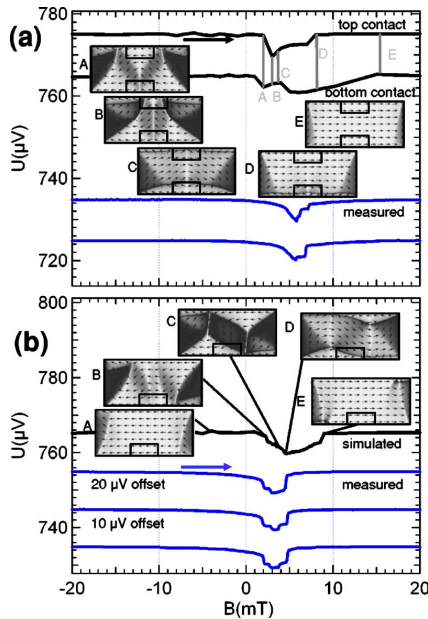 (a)
780
top contact
A
B
C
D
E
A
B
C
D
E
bottom contact
measured
760
740
720
U(μV)
(b)
800
780
760
740
U(μV)
A
B
C
D
E
simulated
20 μV offset
measured
10 μV offset
-20
-10
0
10
20
B(mT)